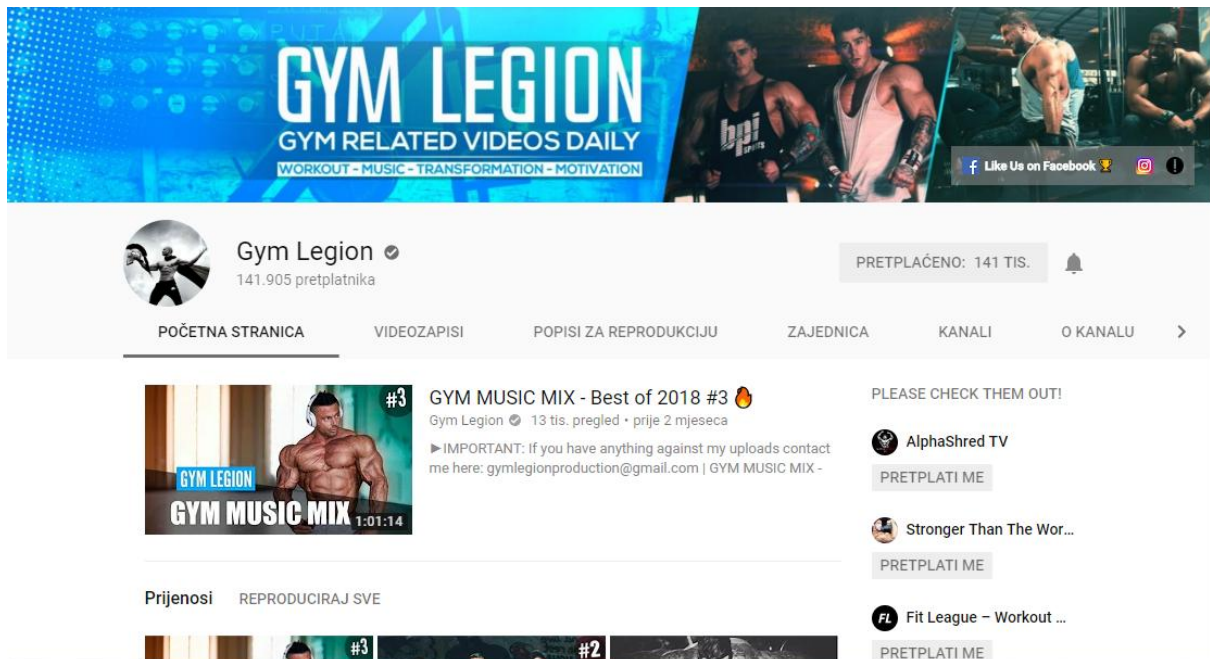 GYM LEGION
GYM RELATED VIDEOS DAILY
WORKOUT - MUSIC - TRANSFORMATION - MOTIVATION
bpi
SPORTS
f Like Us on Facebook 🏆
Gym Legion
141.905 pretplatnika
PRETPLAĆENO: 141 TIS.
POČETNA STRANICA VIDEOZAPISI POPISI ZA REPRODUKCIJU ZAJEDNICA KANALI O KANALU
#3
GYM LEGION
GYM MUSIC MIX
1:01:14
GYM MUSIC MIX - Best of 2018 #3 🔥
Gym Legion 13 tis. pregled • prije 2 mjeseca
►IMPORTANT: If you have anything against my uploads contact
me here: gymlegionproduction@gmail.com | GYM MUSIC MIX -
PLEASE CHECK THEM OUT!
AlphaShred TV
PRETPLATI ME
Stronger Than The Wor...
PRETPLATI ME
FL Fit League – Workout ...
PRETPLATI ME
Prijenosi REPRODUCIRAJ SVE
#3
#2